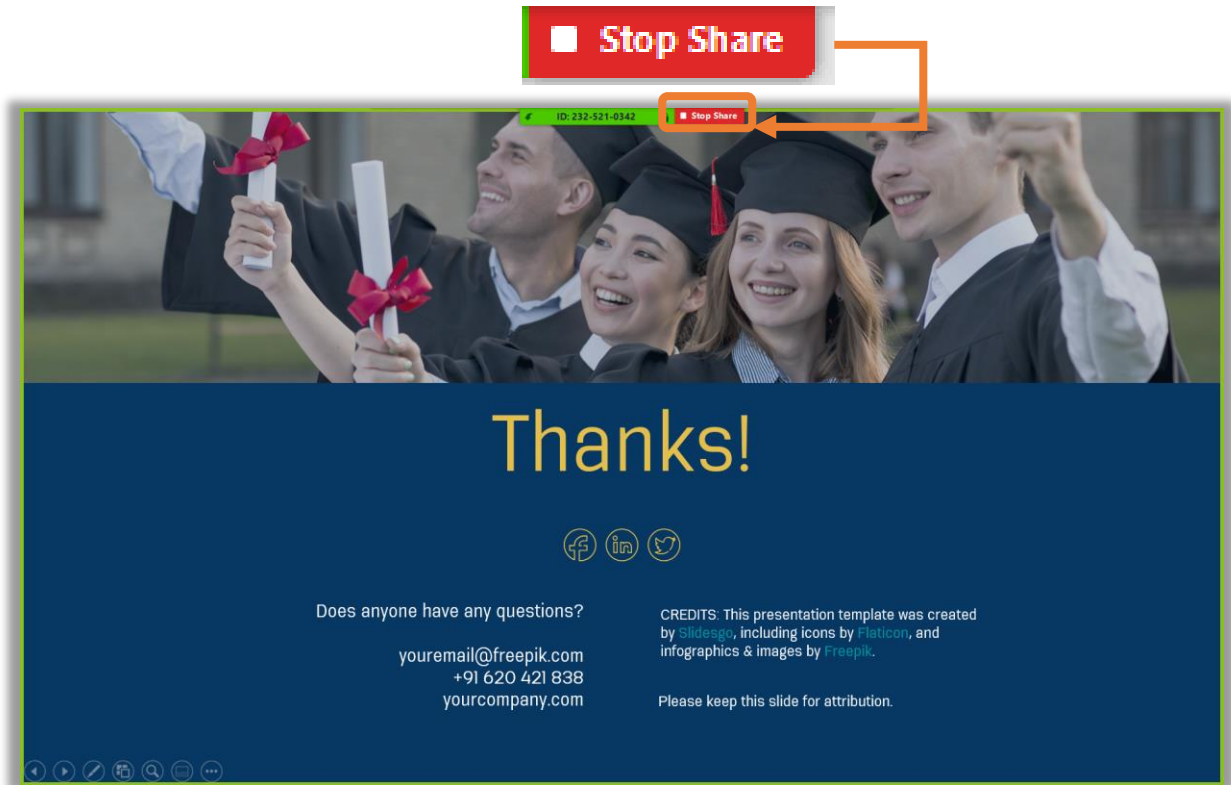 Stop Share
ID: 232-521-0342
Stop Share
Thanks!
Does anyone have any questions?
youremail@freepik.com
+91 620 421 838
yourcompany.com
CREDITS: This presentation template was created
by Slidesgo, including icons by Flaticon, and
infographics & images by Freepik.
Please keep this slide for attribution.